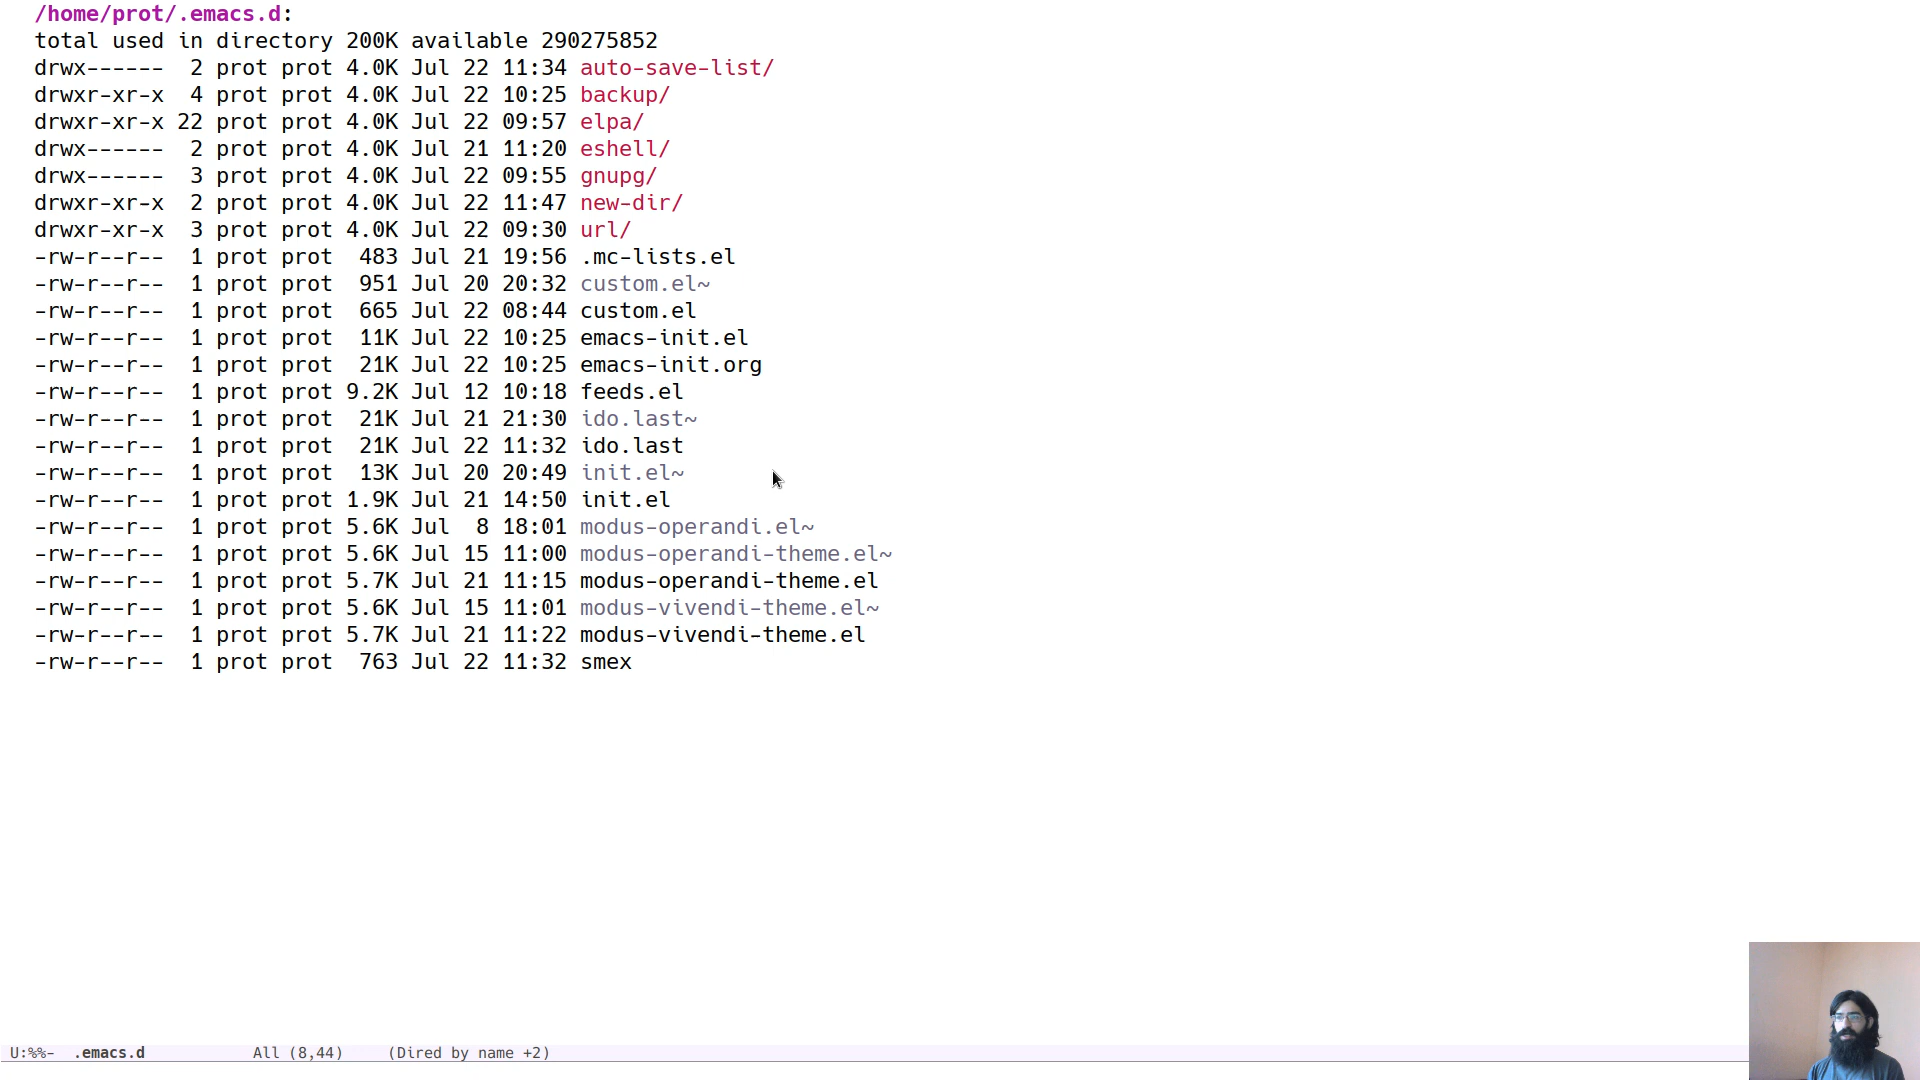 /home/prot/.emacs.d:
total used in directory 200K available 290275852
drwx------  2 prot prot 4.0K Jul 22 11:34 auto-save-list/
drwxr-xr-x  4 prot prot 4.0K Jul 22 10:25 backup/
drwxr-xr-x 22 prot prot 4.0K Jul 22 09:57 elpa/
drwx------  2 prot prot 4.0K Jul 21 11:20 eshell/
drwx------  3 prot prot 4.0K Jul 22 09:55 gnupg/
drwxr-xr-x  2 prot prot 4.0K Jul 22 11:47 new-dir/
drwxr-xr-x  3 prot prot 4.0K Jul 22 09:30 url/
-rw-r--r--  1 prot prot  483 Jul 21 19:56 .mc-lists.el
-rw-r--r--  1 prot prot  951 Jul 20 20:32 custom.el~
-rw-r--r--  1 prot prot  665 Jul 22 08:44 custom.el
-rw-r--r--  1 prot prot  11K Jul 22 10:25 emacs-init.el
-rw-r--r--  1 prot prot  21K Jul 22 10:25 emacs-init.org
-rw-r--r--  1 prot prot 9.2K Jul 12 10:18 feeds.el
-rw-r--r--  1 prot prot  21K Jul 21 21:30 ido.last~
-rw-r--r--  1 prot prot  21K Jul 22 11:32 ido.last
-rw-r--r--  1 prot prot  13K Jul 20 20:49 init.el~
-rw-r--r--  1 prot prot 1.9K Jul 21 14:50 init.el
-rw-r--r--  1 prot prot 5.6K Jul  8 18:01 modus-operandi.el~
-rw-r--r--  1 prot prot 5.6K Jul 15 11:00 modus-operandi-theme.el~
-rw-r--r--  1 prot prot 5.7K Jul 21 11:15 modus-operandi-theme.el
-rw-r--r--  1 prot prot 5.6K Jul 15 11:01 modus-vivendi-theme.el~
-rw-r--r--  1 prot prot 5.7K Jul 21 11:22 modus-vivendi-theme.el
-rw-r--r--  1 prot prot  763 Jul 22 11:32 smex
U:%%-  .emacs.d            All (8,44)     (Dired by name +2)